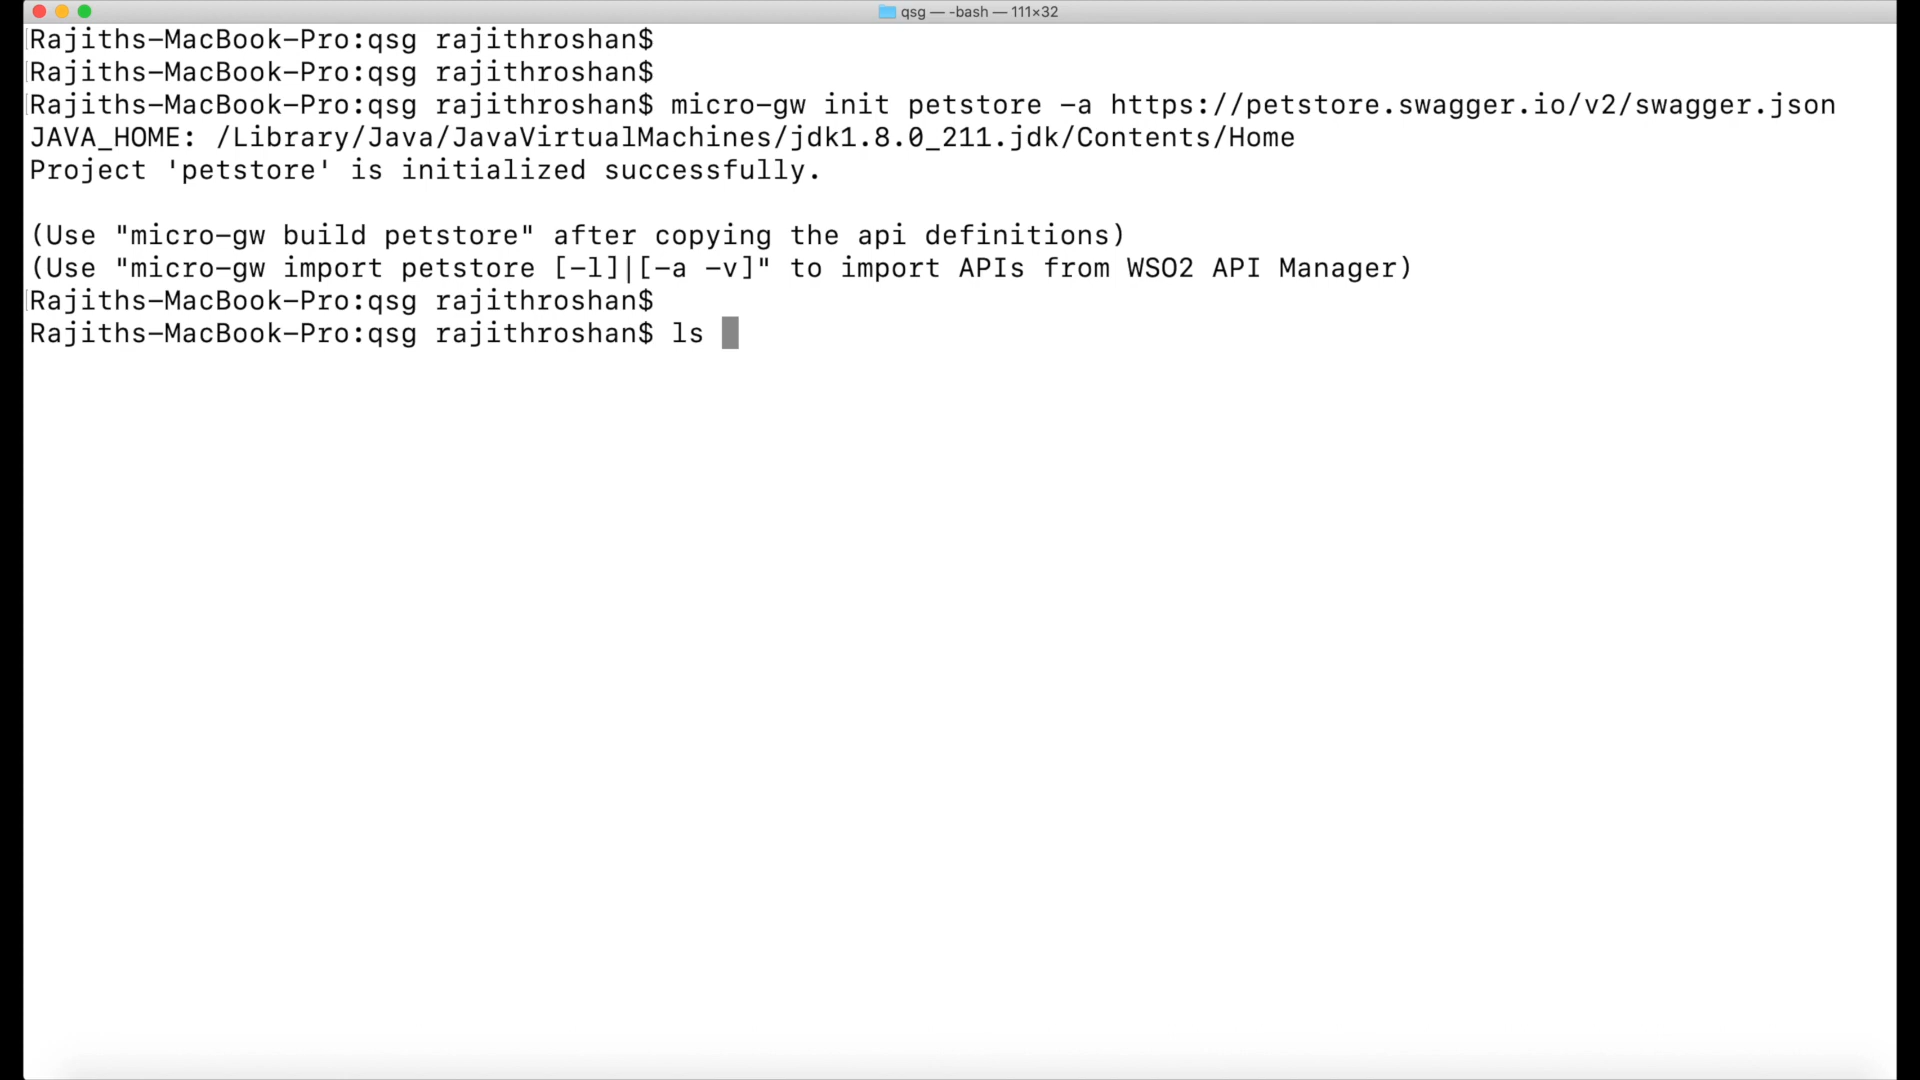 qsg — -bash — 111×32
Rajiths-MacBook-Pro:qsg rajithroshan$
Rajiths-MacBook-Pro:qsg rajithroshan$
Rajiths-MacBook-Pro:qsg rajithroshan$ micro-gw init petstore -a https://petstore.swagger.io/v2/swagger.json
JAVA_HOME: /Library/Java/JavaVirtualMachines/jdk1.8.0_211.jdk/Contents/Home
Project 'petstore' is initialized successfully.
(Use "micro-gw build petstore" after copying the api definitions)
(Use "micro-gw import petstore [-l]|[-a -v]" to import APIs from WSO2 API Manager)
Rajiths-MacBook-Pro:qsg rajithroshan$
Rajiths-MacBook-Pro:qsg rajithroshan$ ls